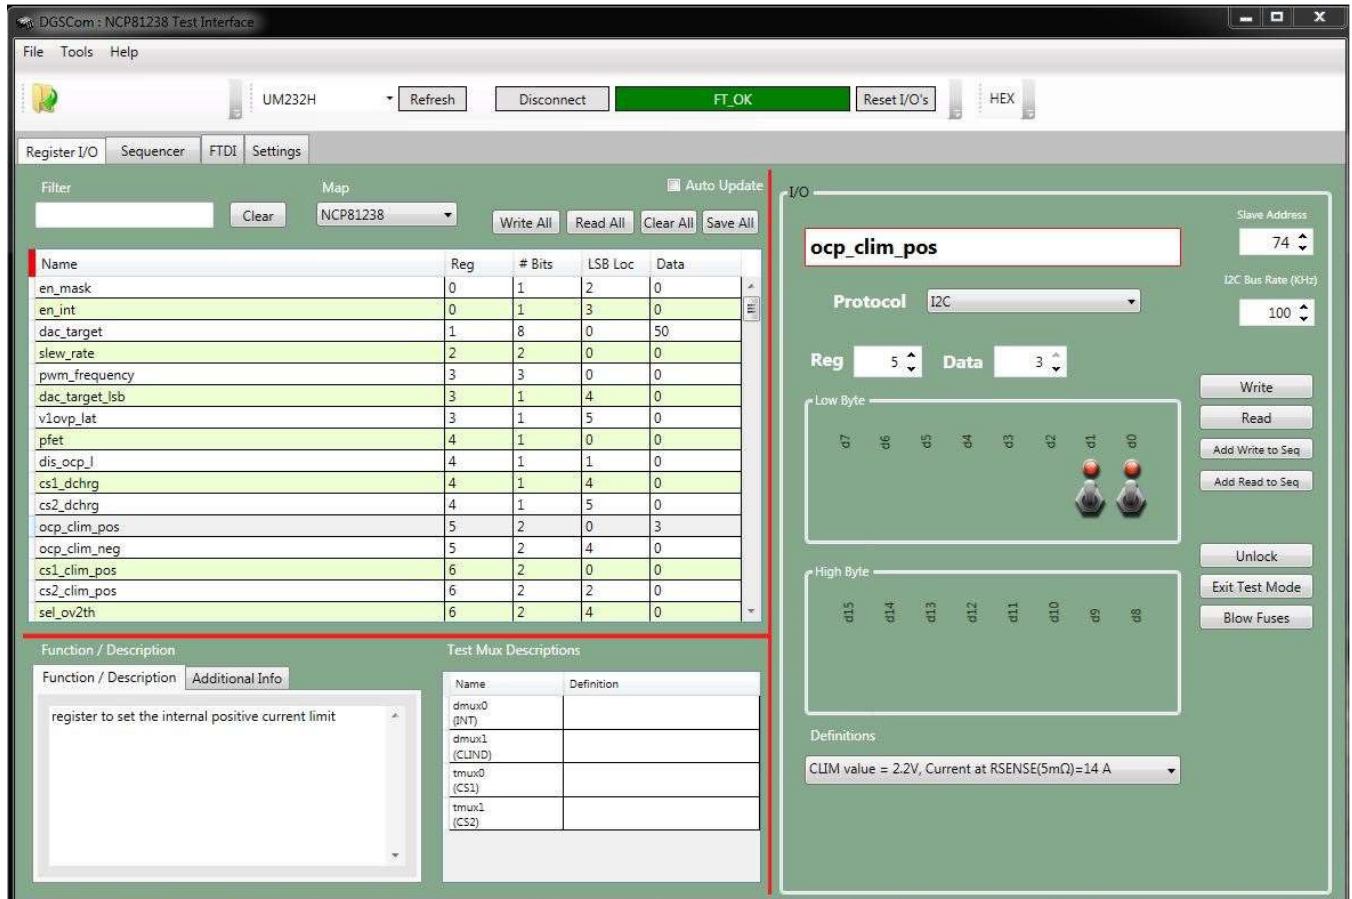 DGSCom : NCP81238 Test Interface
File Tools Help
UM232H Refresh Disconnect FT_OK Reset I/O's HEX
Register I/O Sequencer FTDI Settings
Filter Map Auto Update
Clear NCP81238 Write All Read All Clear All Save All
Name Reg # Bits LSB Loc Data
en_mask 0 1 2 0
en_int 0 1 3 0
dac_target 1 8 0 50
slew_rate 2 2 0 0
pwm_frequency 3 3 0 0
dac_target_lsb 3 1 4 0
v1ovp_lat 3 1 5 0
pfet 4 1 0 0
dis_ocp_l 4 1 1 0
cs1_dchrg 4 1 4 0
cs2_dchrg 4 1 5 0
ocp_clim_pos 5 2 0 3
ocp_clim_neg 5 2 4 0
cs1_clim_pos 6 2 0 0
cs2_clim_pos 6 2 2 0
sel_ov2th 6 2 4 0
Function / Description
Function / Description Additional Info
register to set the internal positive current limit
Test Mux Descriptions
Name Definition
dmux0
(INT)
dmux1
(CLIND)
tmux0
(CS1)
tmux1
(CS2)
I/O
ocp_clim_pos
Slave Address
74
Protocol I2C
I2C Bus Rate (KHz)
100
Reg 5 Data 3
Low Byte
d7 d6 d5 d4 d3 d2 d1 d0
High Byte
d15 d14 d13 d12 d11 d10 d9 d8
Definitions
CLIM value = 2.2V, Current at RSENSE(5mΩ)=14 A
Write
Read
Add Write to Seq
Add Read to Seq
Unlock
Exit Test Mode
Blow Fuses